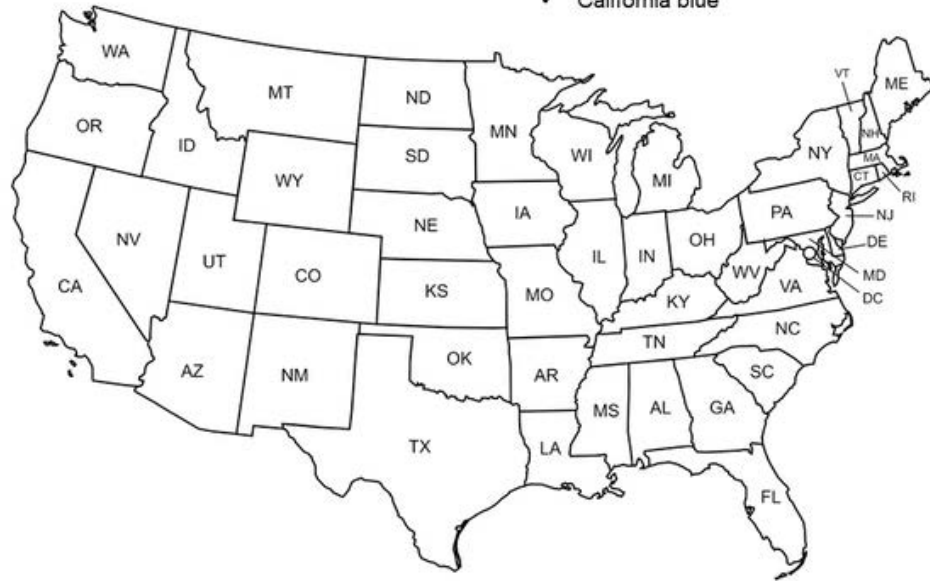 California blue
WA
MT
ND
MN
VT
ME
OR
ID
SD
WI
NY
NH
MA
WY
MI
CT
RI
IA
PA
NE
NJ
NV
OH
DE
UT
IL
IN
CO
WV
MD
CA
KS
MO
VA
DC
KY
NC
TN
OK
AZ
NM
AR
SC
MS
AL
GA
TX
LA
FL